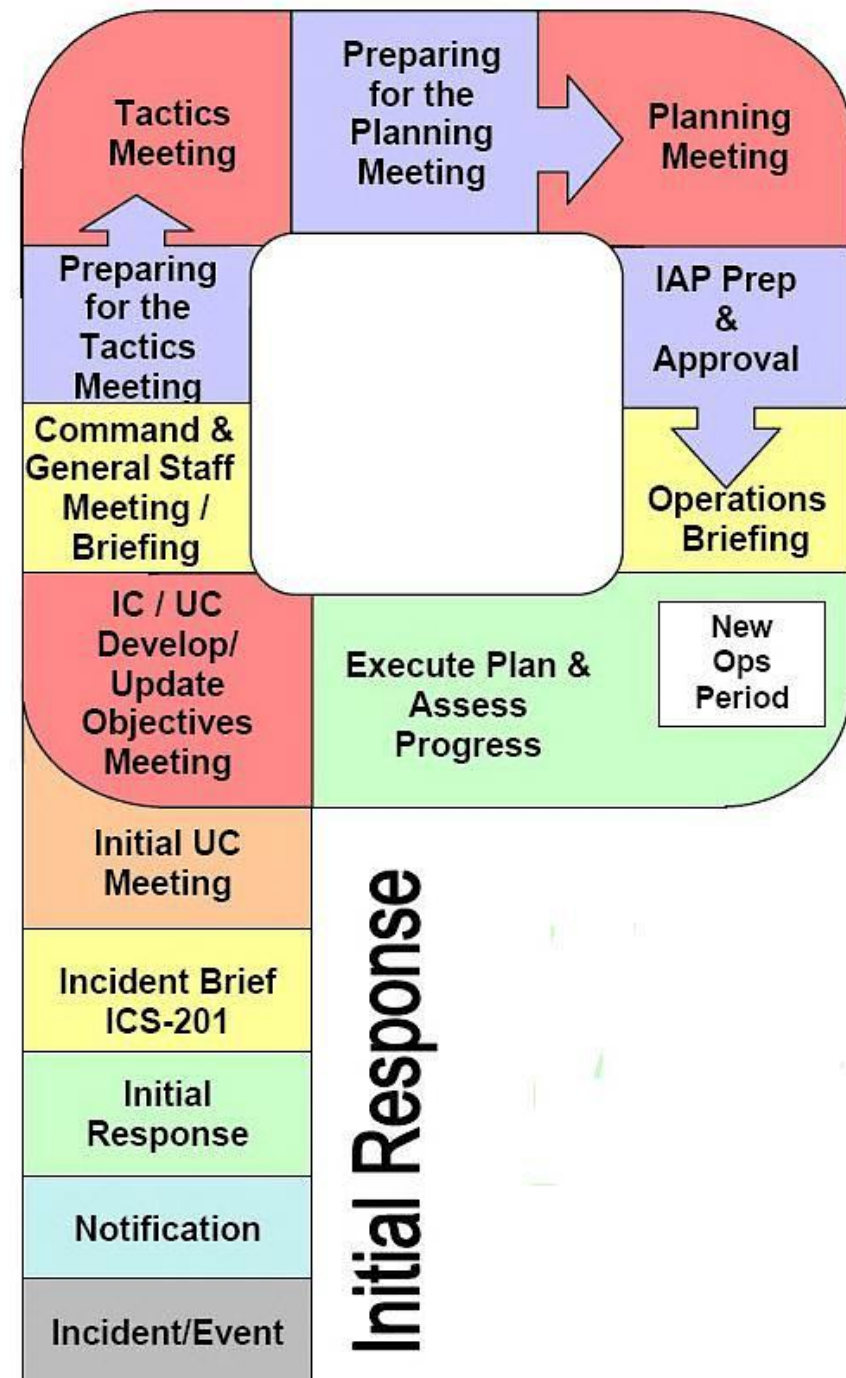 Tactics
Meeting
Preparing
for the
Planning
Meeting
Planning
Meeting
Preparing
for the
Tactics
Meeting
IAP Prep
&
Approval
Command &
General Staff
Meeting /
Briefing
Operations
Briefing
IC / UC
Develop/
Update
Objectives
Meeting
Execute Plan &
Assess
Progress
New
Ops
Period
Initial UC
Meeting
Incident Brief
ICS-201
Initial
Response
Notification
Incident/Event
Initial Response